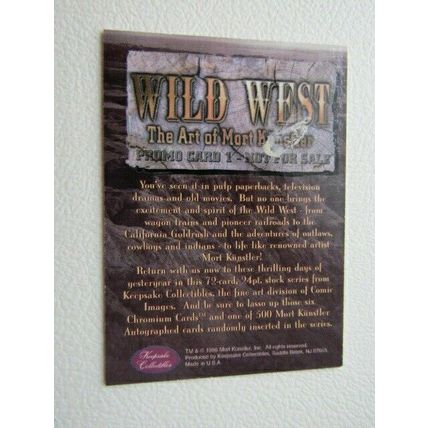 WILD WEST
The Art of Mort Künstler
PROMO CARD 1 - NOT FOR SALE
You've seen it in pulp paperbacks, television
dramas and old movies. But no one brings the
excitement and spirit of the Wild West - from
wagon trains and pioneer railroads to the
California Goldrush and the adventures of outlaws,
cowboys and indians - to life like renowned artist
Mort Künstler!
Return with us now to these thrilling days of
yesteryear in this 72-card, 24pt. stock series from
Keepsake Collectibles, the fine art division of Comic
Images. And be sure to lasso up those six
Chromium Cards™ and one of 500 Mort Künstler
Autographed cards randomly inserted in the series.
Keepsake
Collectibles
TM & © 1996 Mort Künstler, Inc. All rights reserved.
Produced by Keepsake Collectibles, Saddle Brook, NJ 07663.
Made in U.S.A.